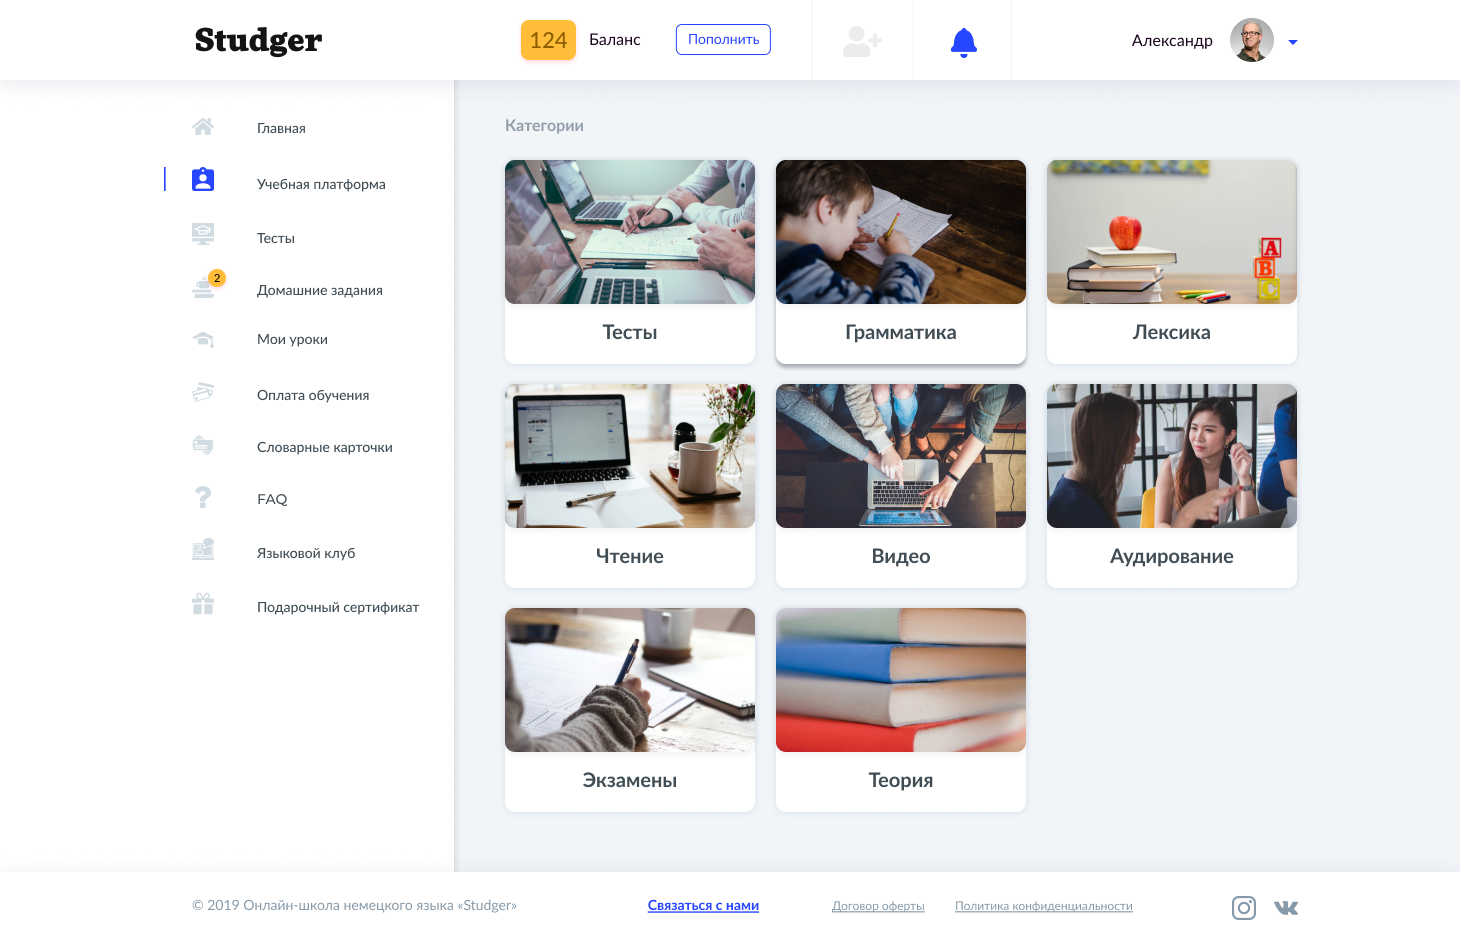 Studger
124 Баланс Пополнить Александр
Главная
Учебная платформа
Тесты
2
Домашние задания
Мои уроки
Оплата обучения
Словарные карточки
FAQ
Языковой клуб
Подарочный сертификат
Категории
Тесты
Грамматика
A
B
C
Лексика
Чтение
Видео
Аудирование
Экзамены
Теория
© 2019 Онлайн-школа немецкого языка «Studger» Связаться с нами Договор оферты Политика конфиденциальности